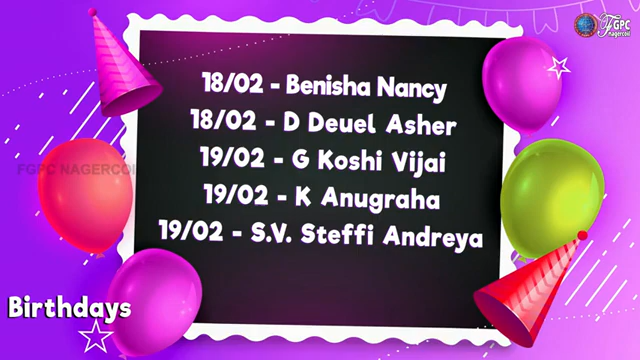 FGPC
nagercoil
18/02 - Benisha Nancy
18/02 - D Deuel Asher
19/02 - G Koshi Vijai
FGPC NAGERCOI
19/02 - K Anugraha
19/02 - S.V. Steffi Andreya
Birthdays